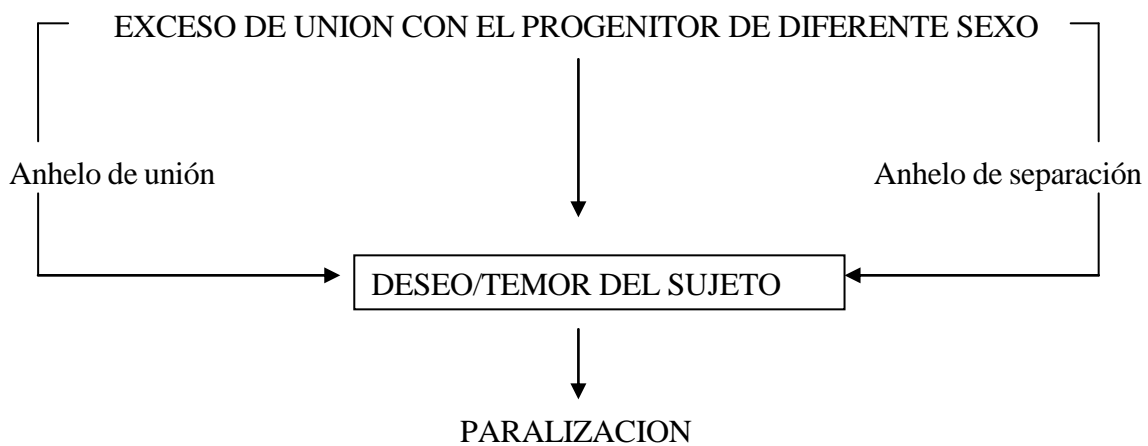 EXCESO DE UNION CON EL PROGENITOR DE DIFERENTE SEXO
Anhelo de unión
Anhelo de separación
DESEO/TEMOR DEL SUJETO
PARALIZACION